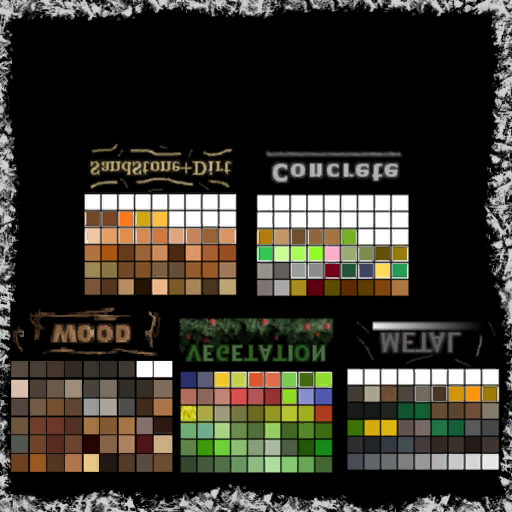 SandStone+Dirt
Concrete
WOOD
VEGETATION
METAL